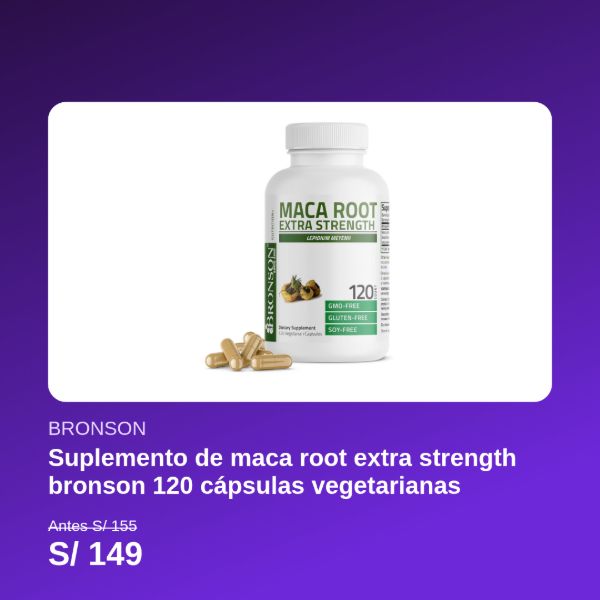 MACA ROOT
EXTRA STRENGTH
LEPIDIUM MEYENII
BRONSON
120
GMO-FREE
GLUTEN-FREE
SOY-FREE
Dietary Supplement
BRONSON
Suplemento de maca root extra strength
bronson 120 cápsulas vegetarianas
Antes S/ 155
S/ 149